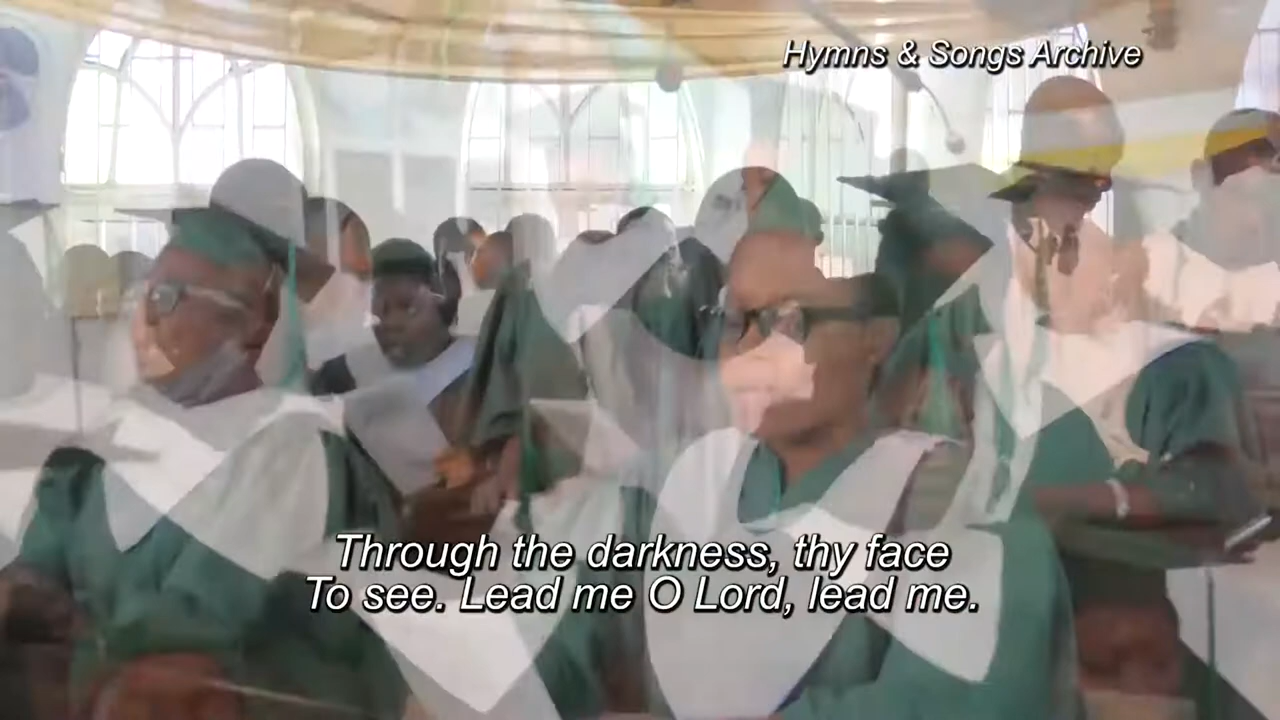 Hymns & Songs Archive
Through the darkness, thy face
To see. Lead me O Lord, lead me.